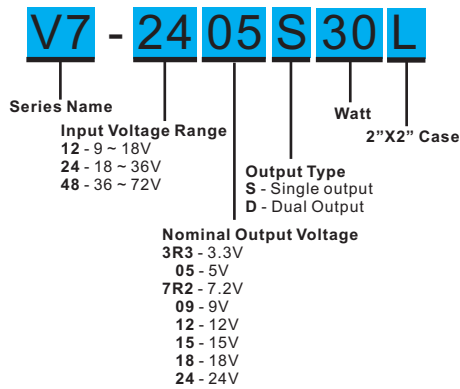 V7 - 24 05 S 30 L
Series Name
Input Voltage Range
12 - 9 ~ 18V
24 - 18 ~ 36V
48 - 36 ~ 72V
Watt
2”X2” Case
Output Type
S - Single output
D - Dual Output
Nominal Output Voltage
3R3 - 3.3V
05 - 5V
7R2 - 7.2V
09 - 9V
12 - 12V
15 - 15V
18 - 18V
24 - 24V